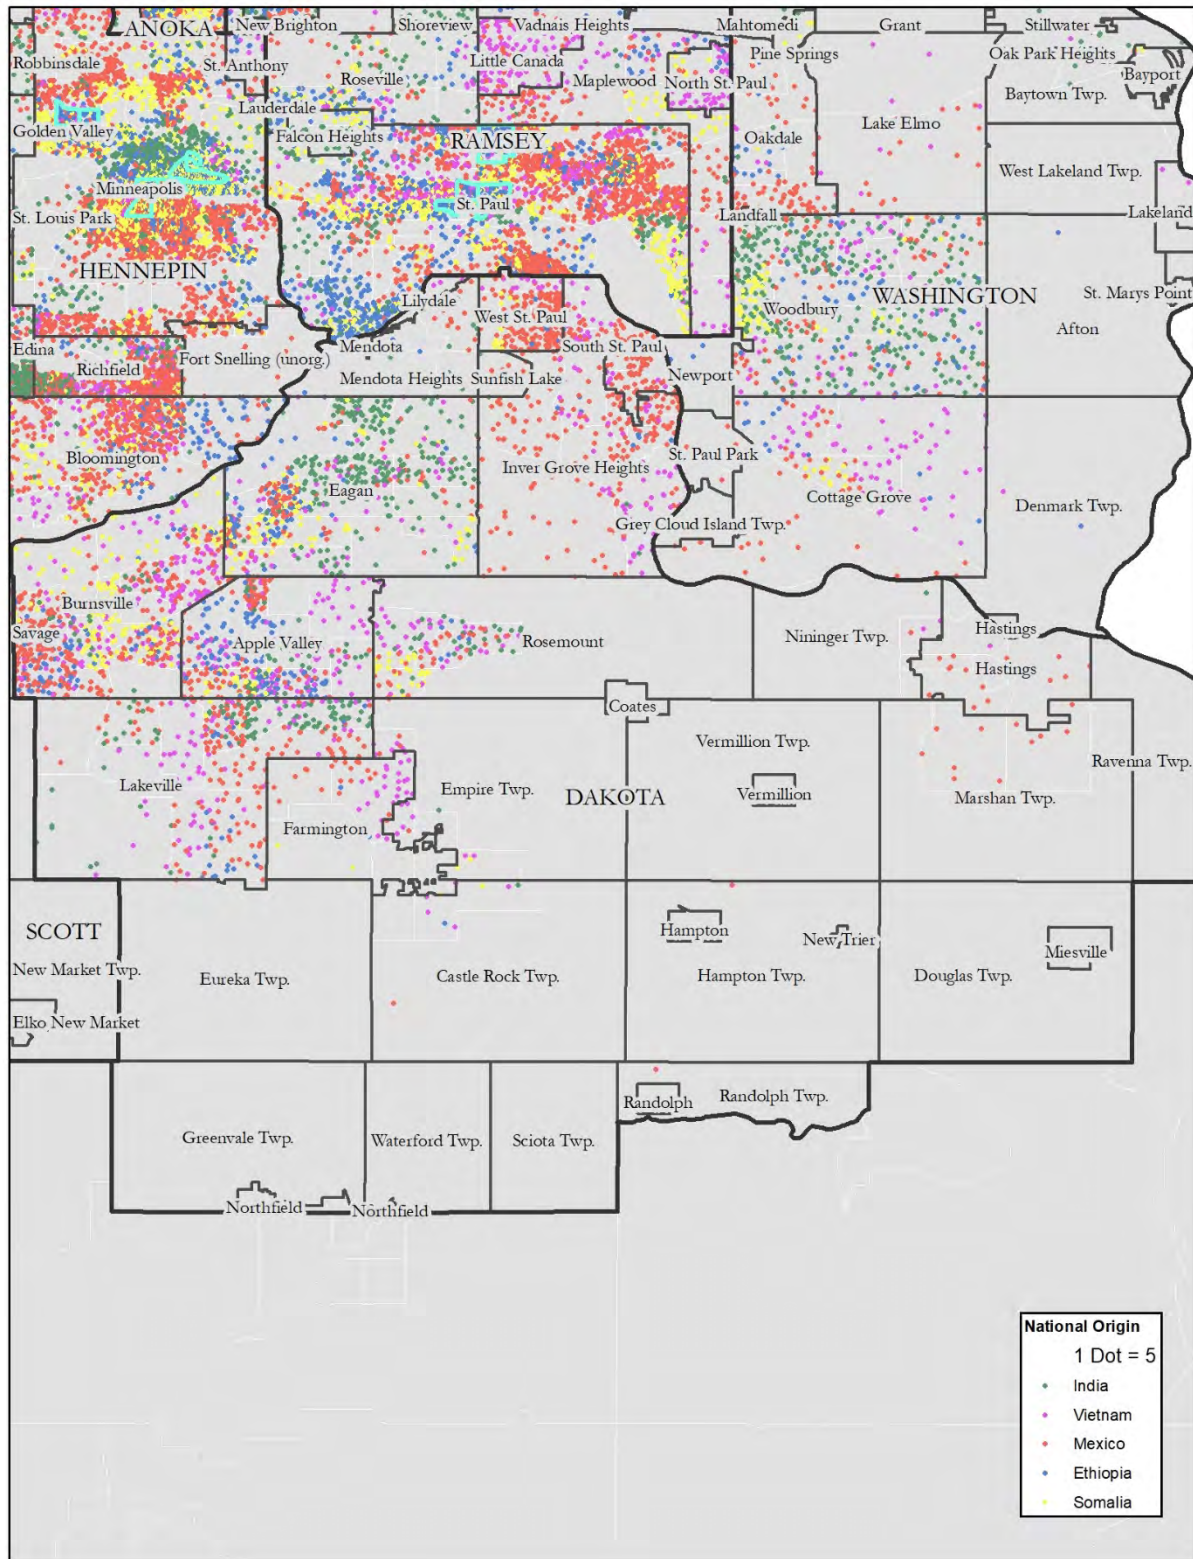 ANOKA
New Brighton
Shoreview
Vadnais Heights
Mahtomedi
Grant
Stillwater
Robbinsdale
St. Anthony
Roseville
Little Canada
Maplewood
North St. Paul
Pine Springs
Oak Park Heights
Bayport
Baytown Twp.
Lauderdale
Golden Valley
Falcon Heights
RAMSEY
Oakdale
Lake Elmo
West Lakeland Twp.
Minneapolis
St. Paul
St. Louis Park
Landfall
Lakeland
HENNEPIN
Lilydale
Woodbury
WASHINGTON
St. Marys Point
West St. Paul
Afton
Edina
Richfield
Fort Snelling (unorg.)
Mendota
South St. Paul
Newport
Mendota Heights
Sunfish Lake
Bloomington
Eagan
Inver Grove Heights
St. Paul Park
Cottage Grove
Denmark Twp.
Grey Cloud Island Twp.
Burnsville
Savage
Apple Valley
Rosemount
Nininger Twp.
Hastings
Hastings
Coates
Vermillion Twp.
Ravenna Twp.
Lakeville
Empire Twp.
DAKOTA
Vermillion
Marshan Twp.
Farmington
SCOTT
Hampton
New Trier
Miesville
New Market Twp.
Eureka Twp.
Castle Rock Twp.
Hampton Twp.
Douglas Twp.
Elko New Market
Randolph
Randolph Twp.
Greenvale Twp.
Waterford Twp.
Sciota Twp.
Northfield
Northfield
National Origin
1 Dot = 5
India
Vietnam
Mexico
Ethiopia
Somalia